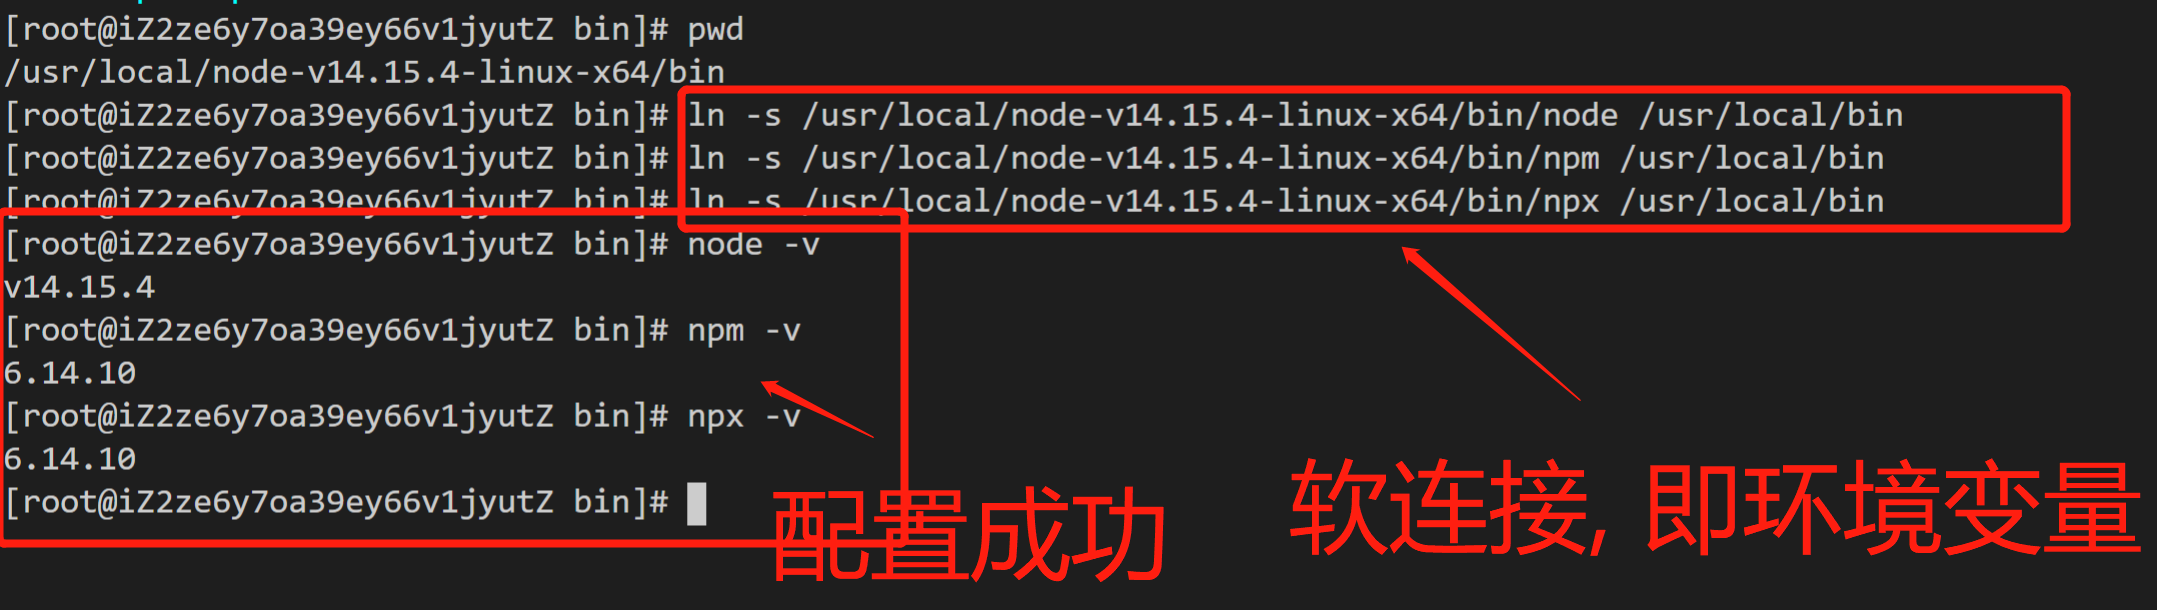 [root@iZ2ze6y7oa39ey66v1jyutZ bin]# pwd
/usr/local/node-v14.15.4-linux-x64/bin
[root@iZ2ze6y7oa39ey66v1jyutZ bin]# ln -s /usr/local/node-v14.15.4-linux-x64/bin/node /usr/local/bin
[root@iZ2ze6y7oa39ey66v1jyutZ bin]# ln -s /usr/local/node-v14.15.4-linux-x64/bin/npm /usr/local/bin
[root@iZ2ze6y7oa39ey66v1jyutZ bin]# ln -s /usr/local/node-v14.15.4-linux-x64/bin/npx /usr/local/bin
[root@iZ2ze6y7oa39ey66v1jyutZ bin]# node -v
v14.15.4
[root@iZ2ze6y7oa39ey66v1jyutZ bin]# npm -v
6.14.10
[root@iZ2ze6y7oa39ey66v1jyutZ bin]# npx -v
6.14.10
[root@iZ2ze6y7oa39ey66v1jyutZ bin]#
配置成功
软连接, 即环境变量